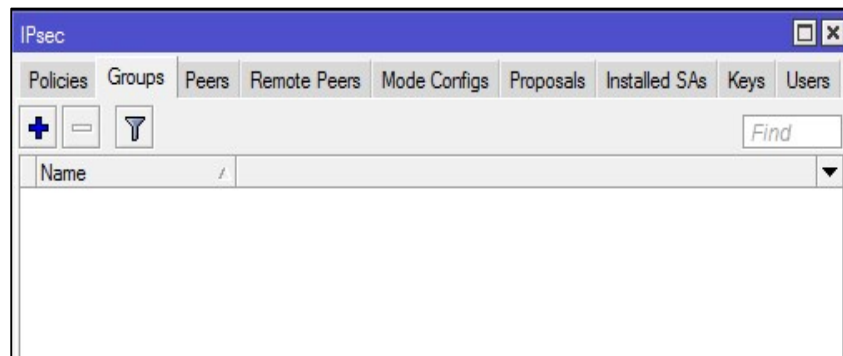 IPsec
Policies Groups Peers Remote Peers Mode Configs Proposals Installed SAs Keys Users
Find
Name